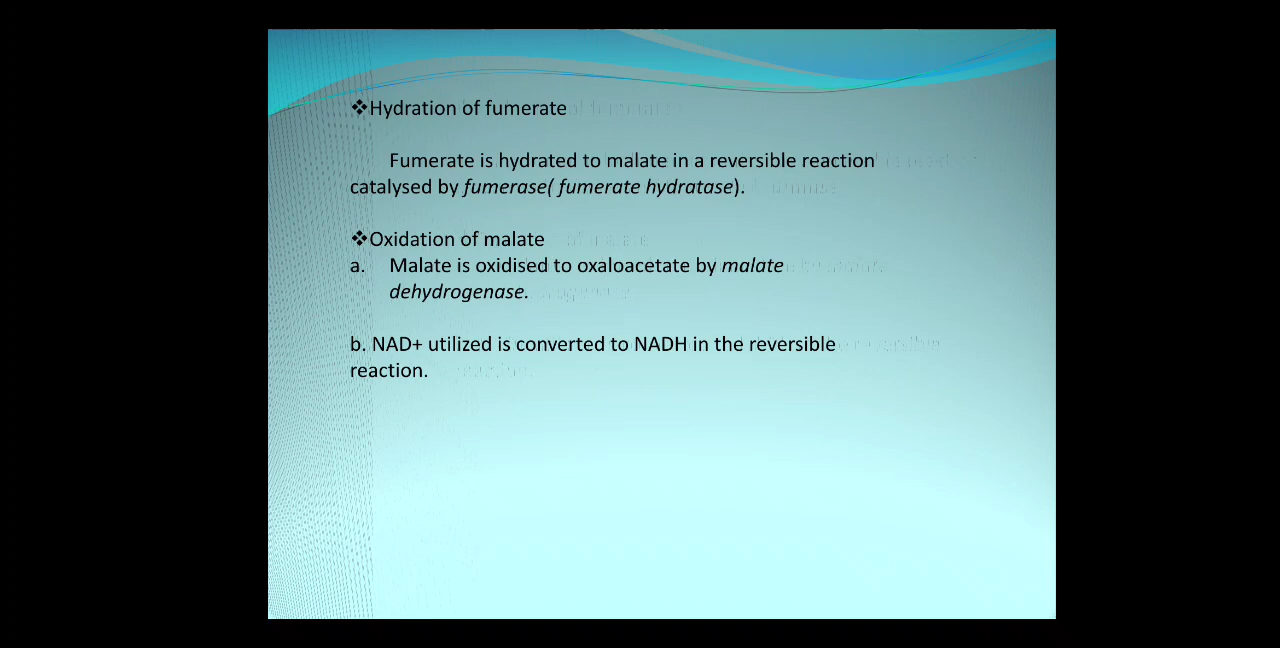 ❖Hydration of fumerate
Fumerate is hydrated to malate in a reversible reaction
catalysed by fumerase( fumerate hydratase).
❖Oxidation of malate
a. Malate is oxidised to oxaloacetate by malate
dehydrogenase.
b. NAD+ utilized is converted to NADH in the reversible
reaction.